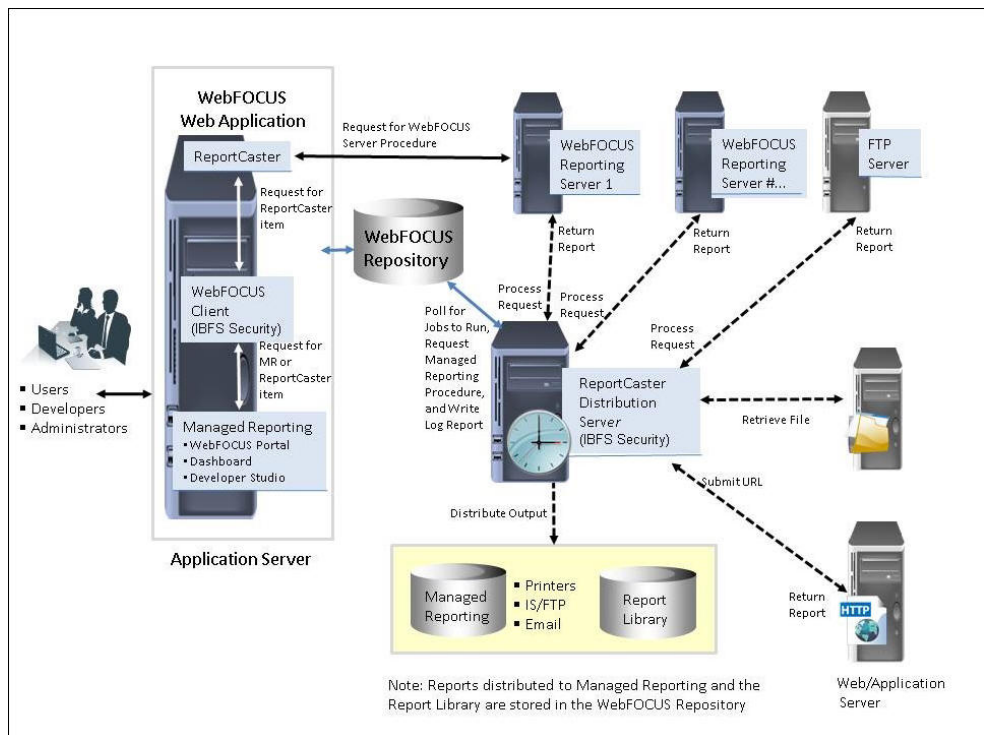 WebFOCUS
Web Application
ReportCaster
Request for
ReportCaster
item
WebFOCUS
Client
(IBFS Security)
Request for
MR or
ReportCaster
item
Managed Reporting
▪ WebFOCUS Portal
▪ Dashboard
▪ Developer Studio
Application Server
▪ Users
▪ Developers
▪ Administrators
Request for WebFOCUS
Server Procedure
WebFOCUS
Repository
WebFOCUS
Reporting
Server 1
WebFOCUS
Reporting
Server #...
FTP
Server
Return
Report
Return
Report
Return
Report
Process
Request
Process
Request
Process
Request
Poll for
Jobs to Run,
Request
Managed
Reporting
Procedure,
and Write
Log Report
ReportCaster
Distribution
Server
(IBFS Security)
Retrieve File
Submit URL
Distribute Output
Managed
Reporting
▪ Printers
▪ IS/FTP
▪ Email
Report
Library
Return
Report
HTTP
Web/Application
Server
Note: Reports distributed to Managed Reporting and the
Report Library are stored in the WebFOCUS Repository